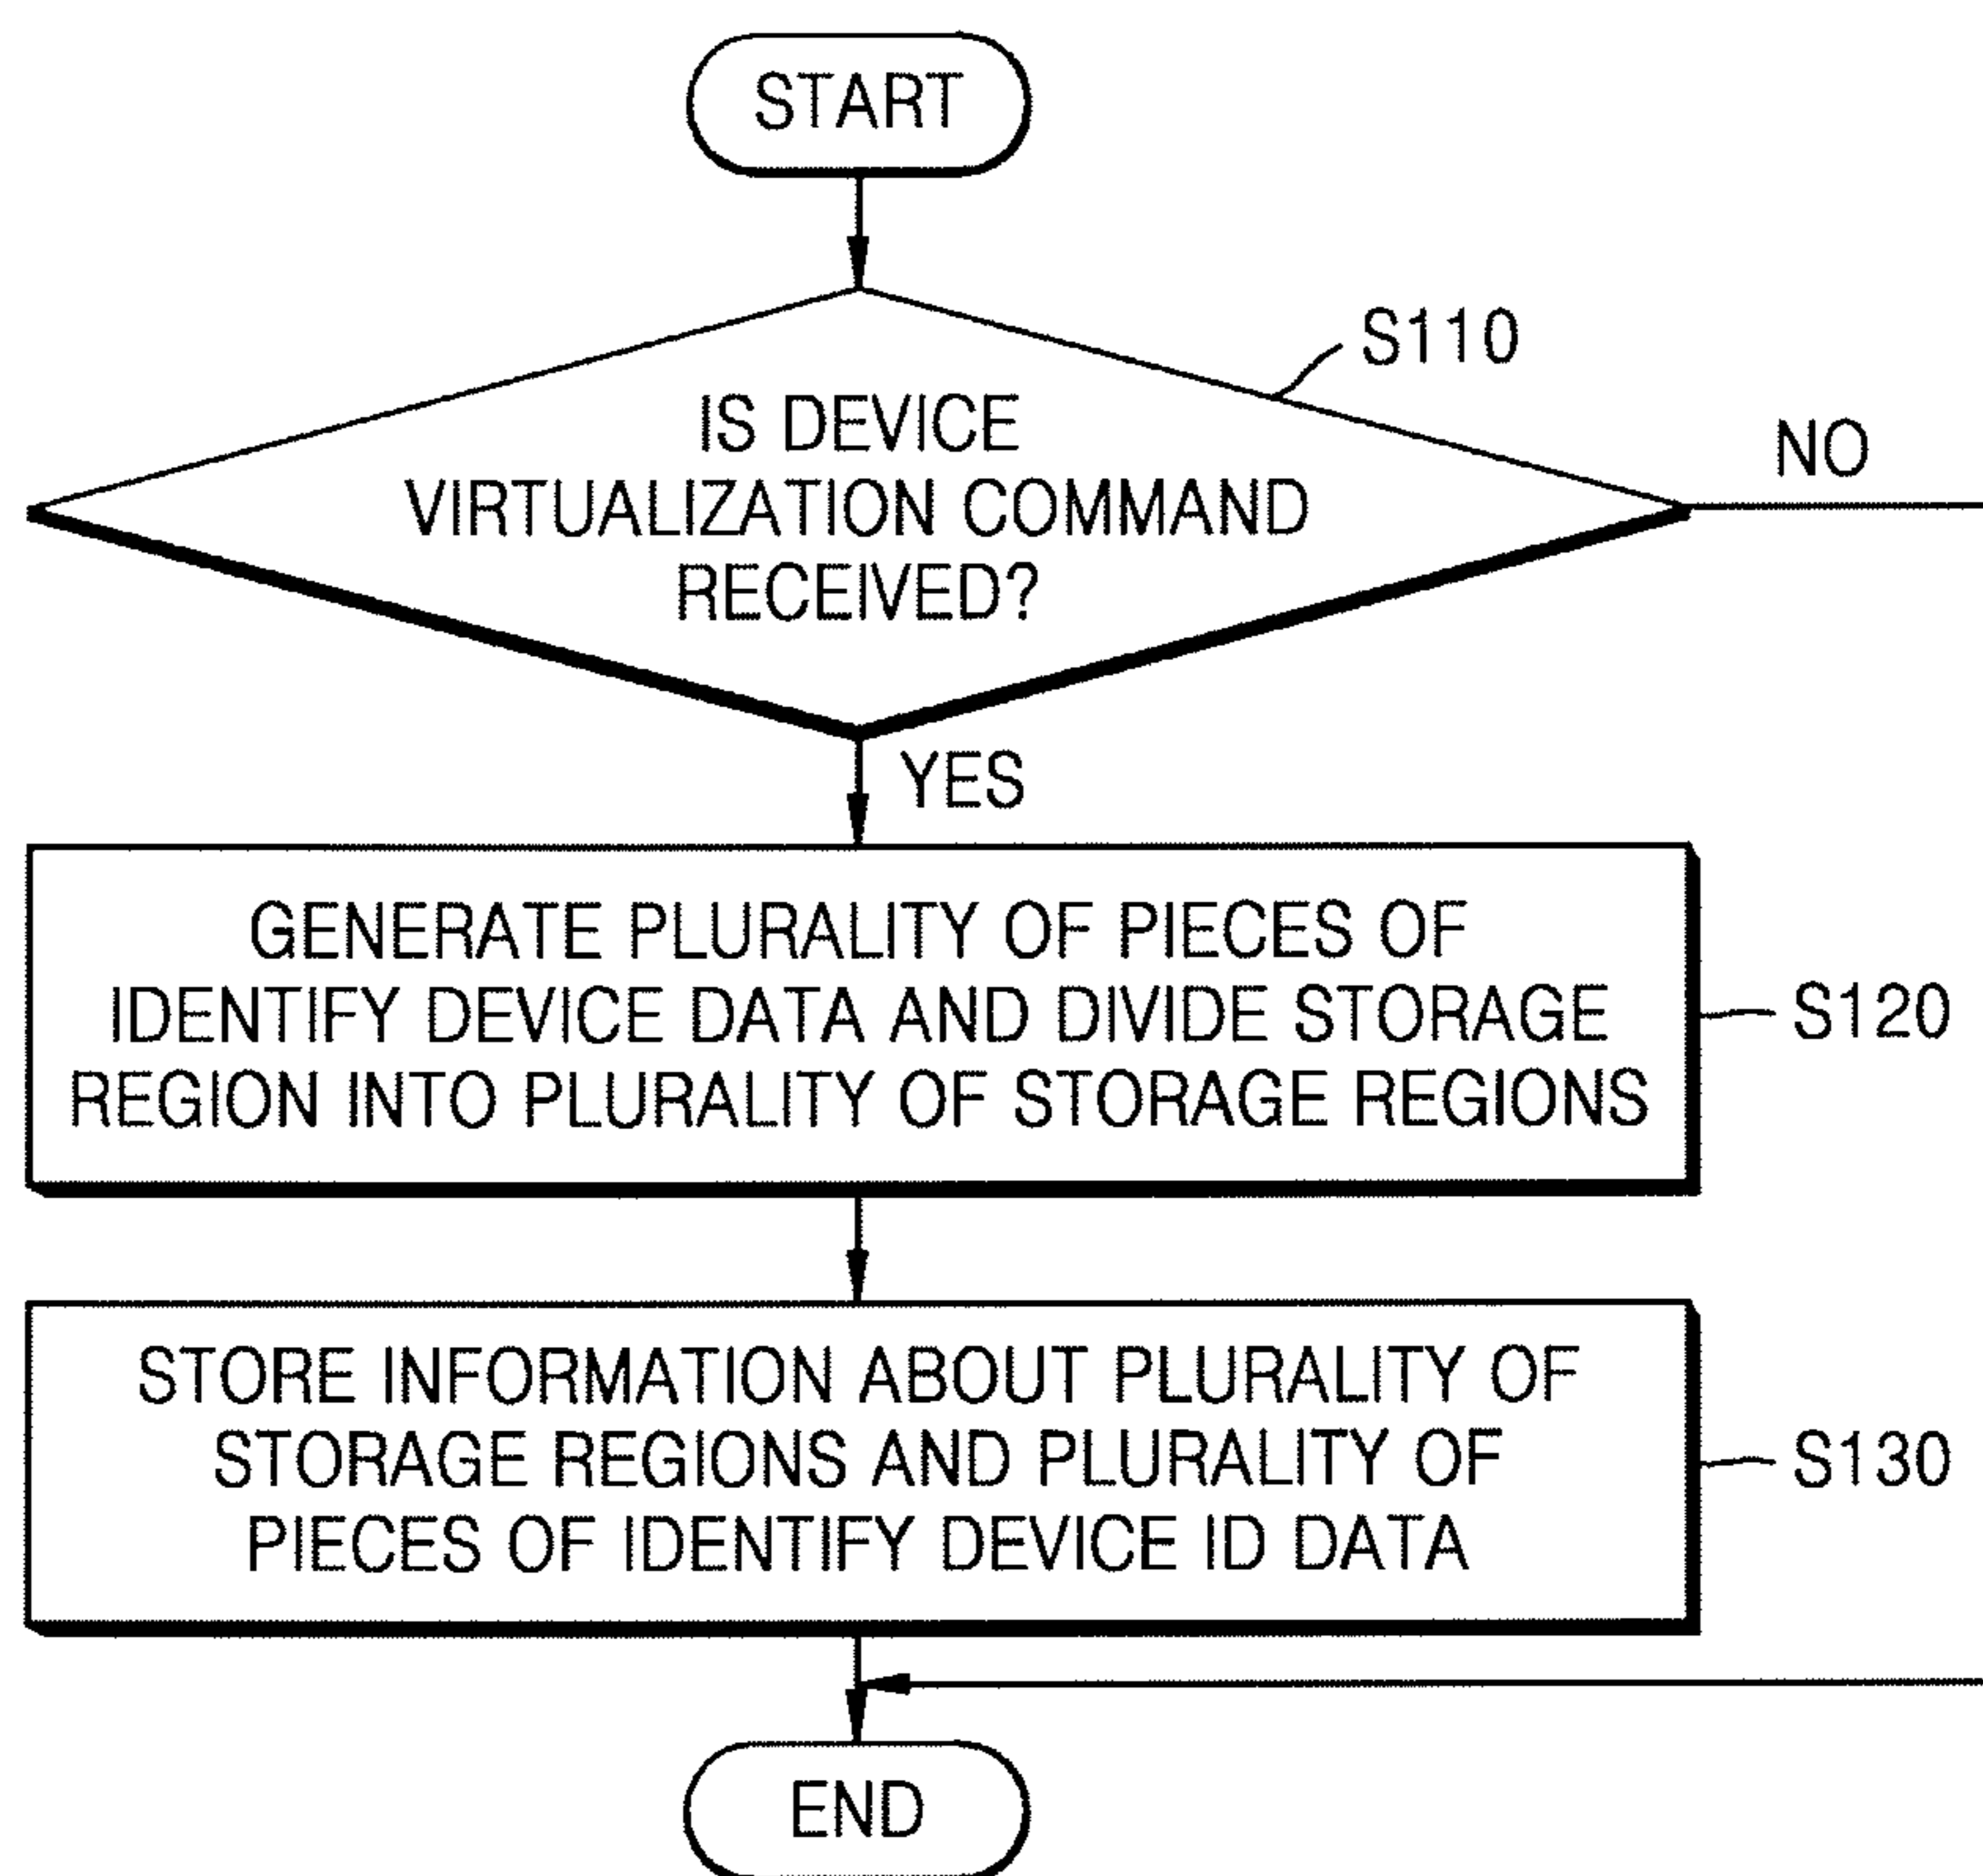 START
S110
IS DEVICE
VIRTUALIZATION COMMAND
RECEIVED?
NO
YES
GENERATE PLURALITY OF PIECES OF
IDENTIFY DEVICE DATA AND DIVIDE STORAGE
REGION INTO PLURALITY OF STORAGE REGIONS
S120
STORE INFORMATION ABOUT PLURALITY OF
STORAGE REGIONS AND PLURALITY OF
PIECES OF IDENTIFY DEVICE ID DATA
S130
END